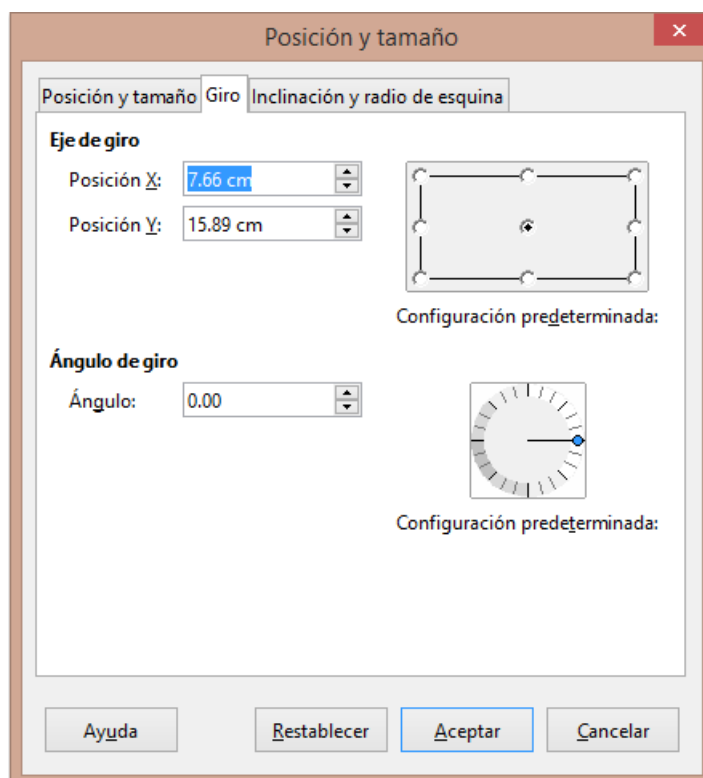 Posición y tamaño
Posición y tamaño Giro Inclinación y radio de esquina
Eje de giro
Posición X: 7.66 cm
Posición Y: 15.89 cm
Configuración predeterminada:
Ángulo de giro
Ángulo: 0.00
Configuración predeterminada:
Ayuda Restablecer Aceptar Cancelar